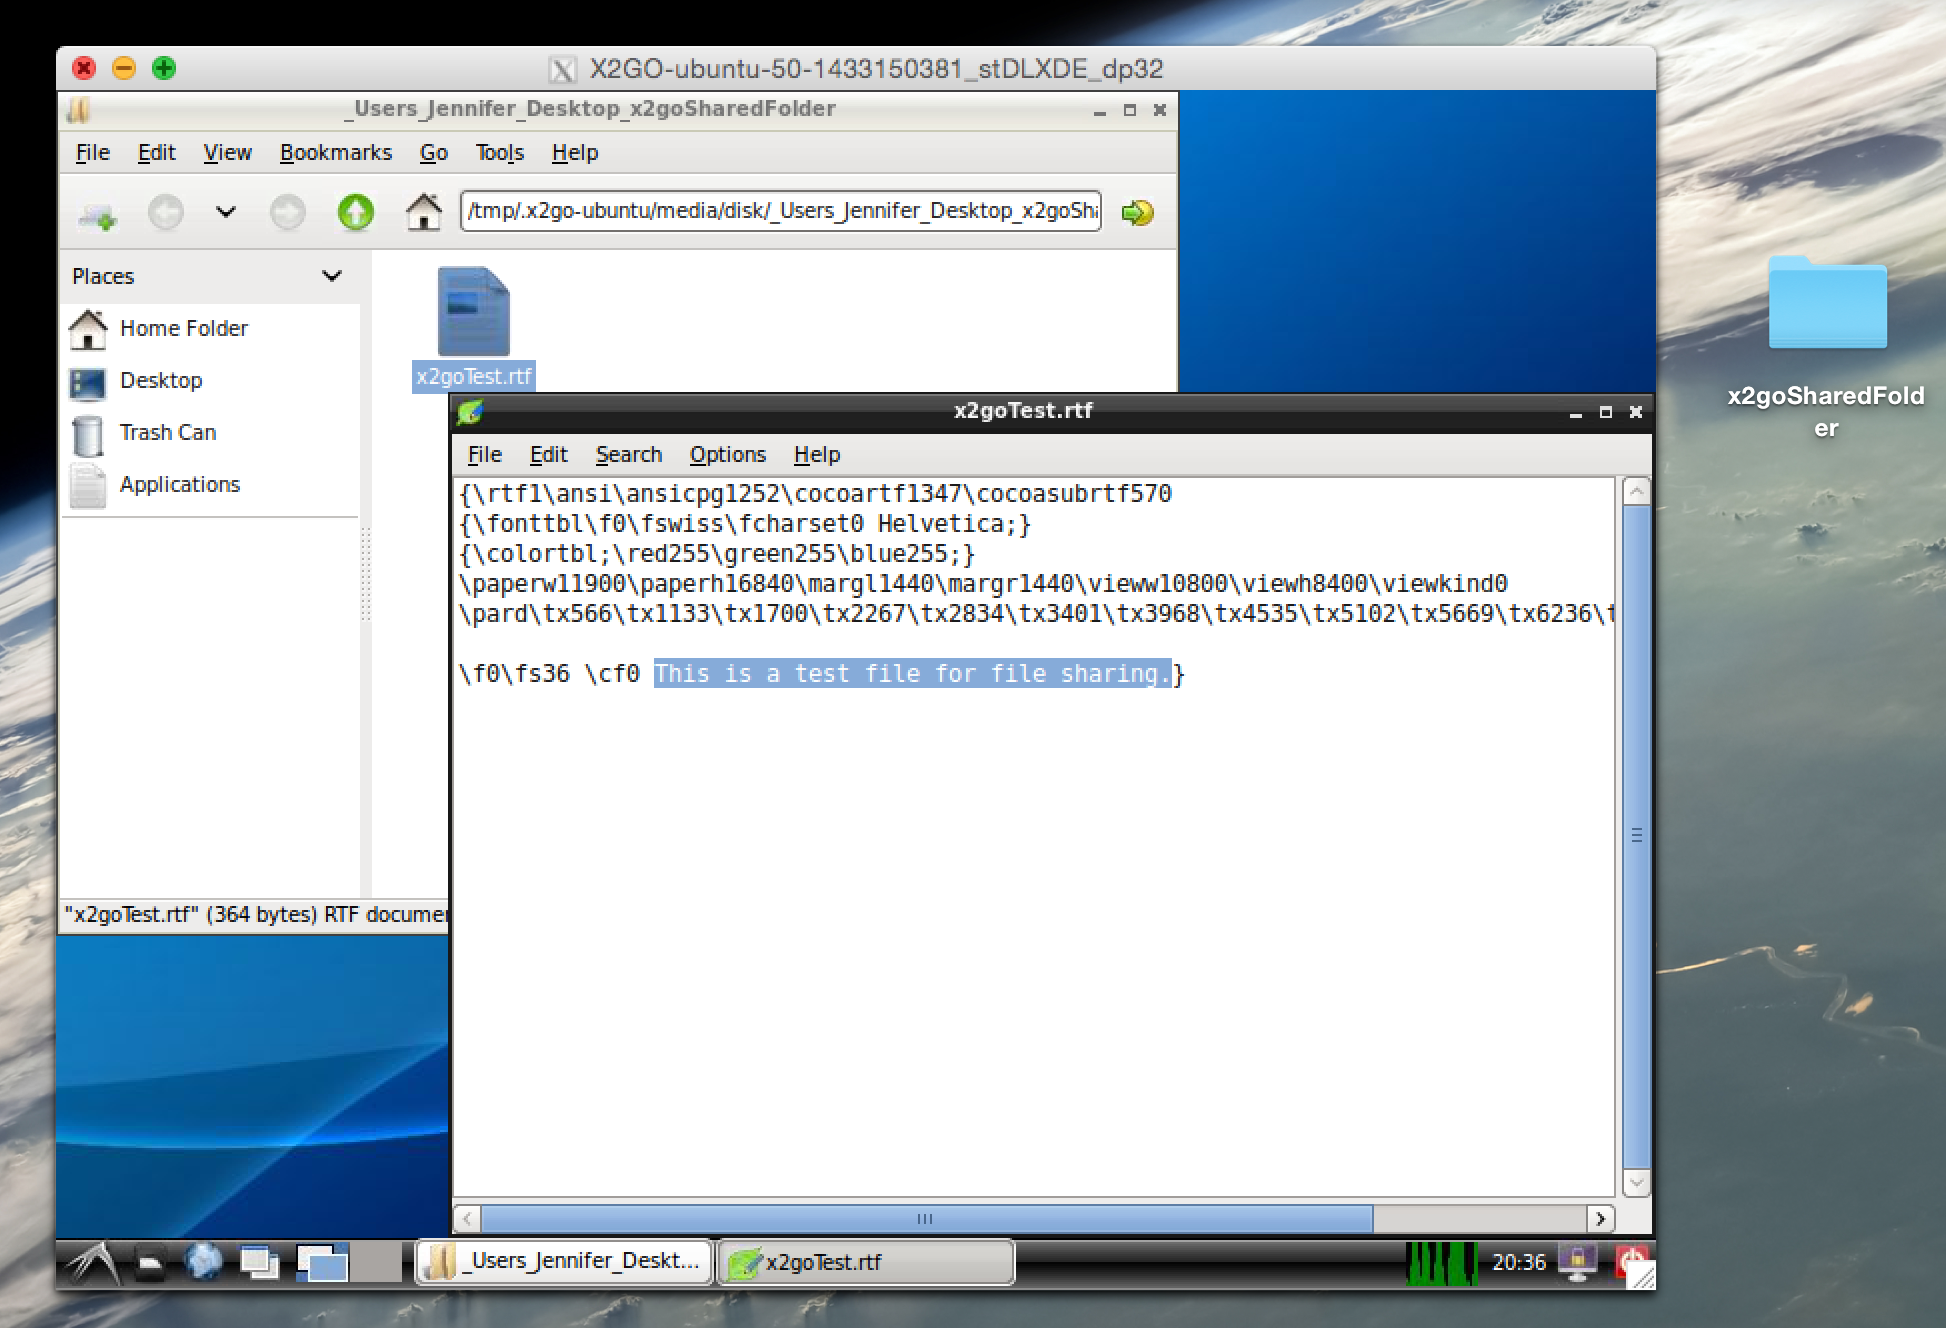 X2GO-ubuntu-50-1433150381_stDLXDE_dp32
_Users_Jennifer_Desktop_x2goSharedFolder
File Edit View Bookmarks Go Tools Help
/tmp/.x2go-ubuntu/media/disk/_Users_Jennifer_Desktop_x2goSha
Places
Home Folder
Desktop
Trash Can
Applications
x2goTest.rtf
"x2goTest.rtf" (364 bytes) RTF documen
x2goTest.rtf
File Edit Search Options Help
{\rtf1\ansi\ansicpg1252\cocoartf1347\cocoasubrtf570
{\fonttbl\f0\fswiss\fcharset0 Helvetica;}
{\colortbl;\red255\green255\blue255;}
\paperw11900\paperh16840\margl1440\margr1440\vieww10800\viewh8400\viewkind0
\pard\tx566\tx1133\tx1700\tx2267\tx2834\tx3401\tx3968\tx4535\tx5102\tx5669\tx6236\t
\f0\fs36 \cf0 This is a test file for file sharing.}
_Users_Jennifer_Deskt...
x2goTest.rtf
20:36
x2goSharedFold
er